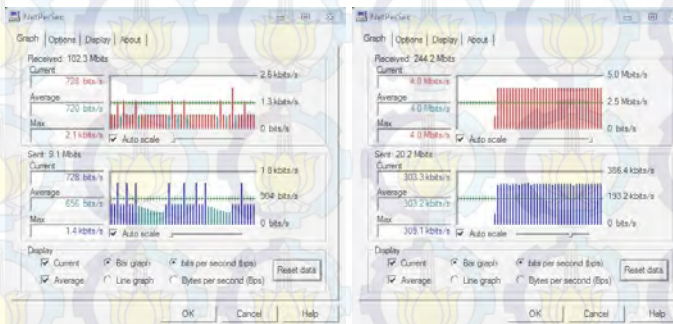 NetPerSec
Graph Options Display About
Received: 102.3 Mbits
Current
728 bits/s
Average
720 bits/s
Max
2.1 kbits/s
2.6 kbits/s
1.3 kbits/s
0 bits/s
Auto scale
Sent: 9.1 Mbits
Current
728 bits/s
Average
656 bits/s
Max
1.4 kbits/s
1.8 kbits/s
904 bits/s
0 bits/s
Auto scale
Display
Current Bar graph bits per second (bps)
Average Line graph Bytes per second (Bps)
Reset data
OK Cancel Help
NetPerSec
Graph Options Display About
Received: 244.2 Mbits
Current
4.0 Mbits/s
Average
4.0 Mbits/s
Max
4.0 Mbits/s
5.0 Mbits/s
2.5 Mbits/s
0 bits/s
Auto scale
Sent: 20.2 Mbits
Current
303.3 kbits/s
Average
303.2 kbits/s
Max
309.1 kbits/s
386.4 kbits/s
193.2 kbits/s
0 bits/s
Auto scale
Display
Current Bar graph bits per second (bps)
Average Line graph Bytes per second (Bps)
Reset data
OK Cancel Help